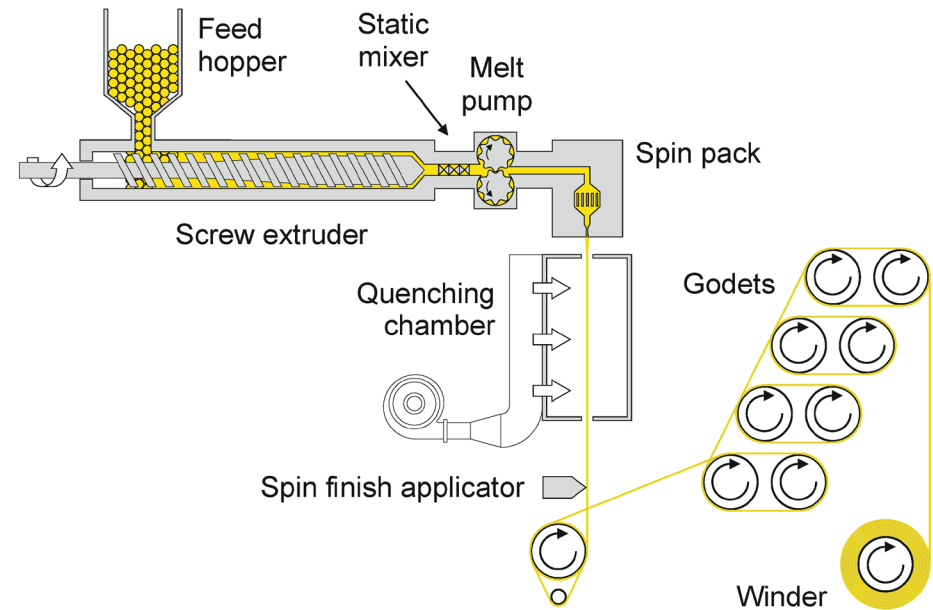 Feed
hopper
Static
mixer
Melt
pump
Spin pack
Screw extruder
Quenching
chamber
Godets
Spin finish applicator
Winder